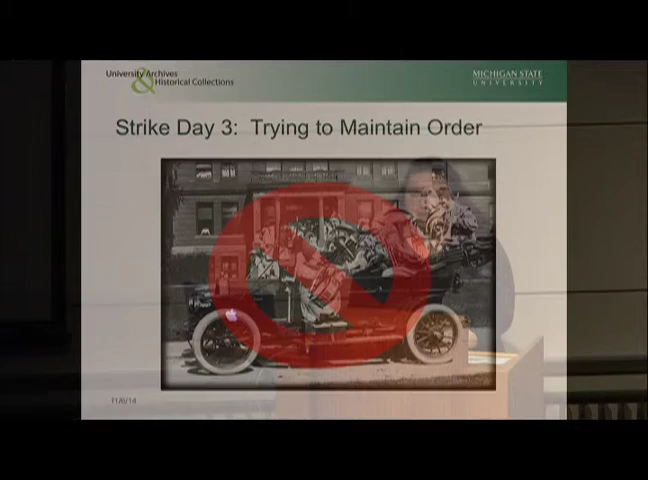 University Archives
& Historical Collections
MICHIGAN STATE
UNIVERSITY
Strike Day 3: Trying to Maintain Order
11/6/14